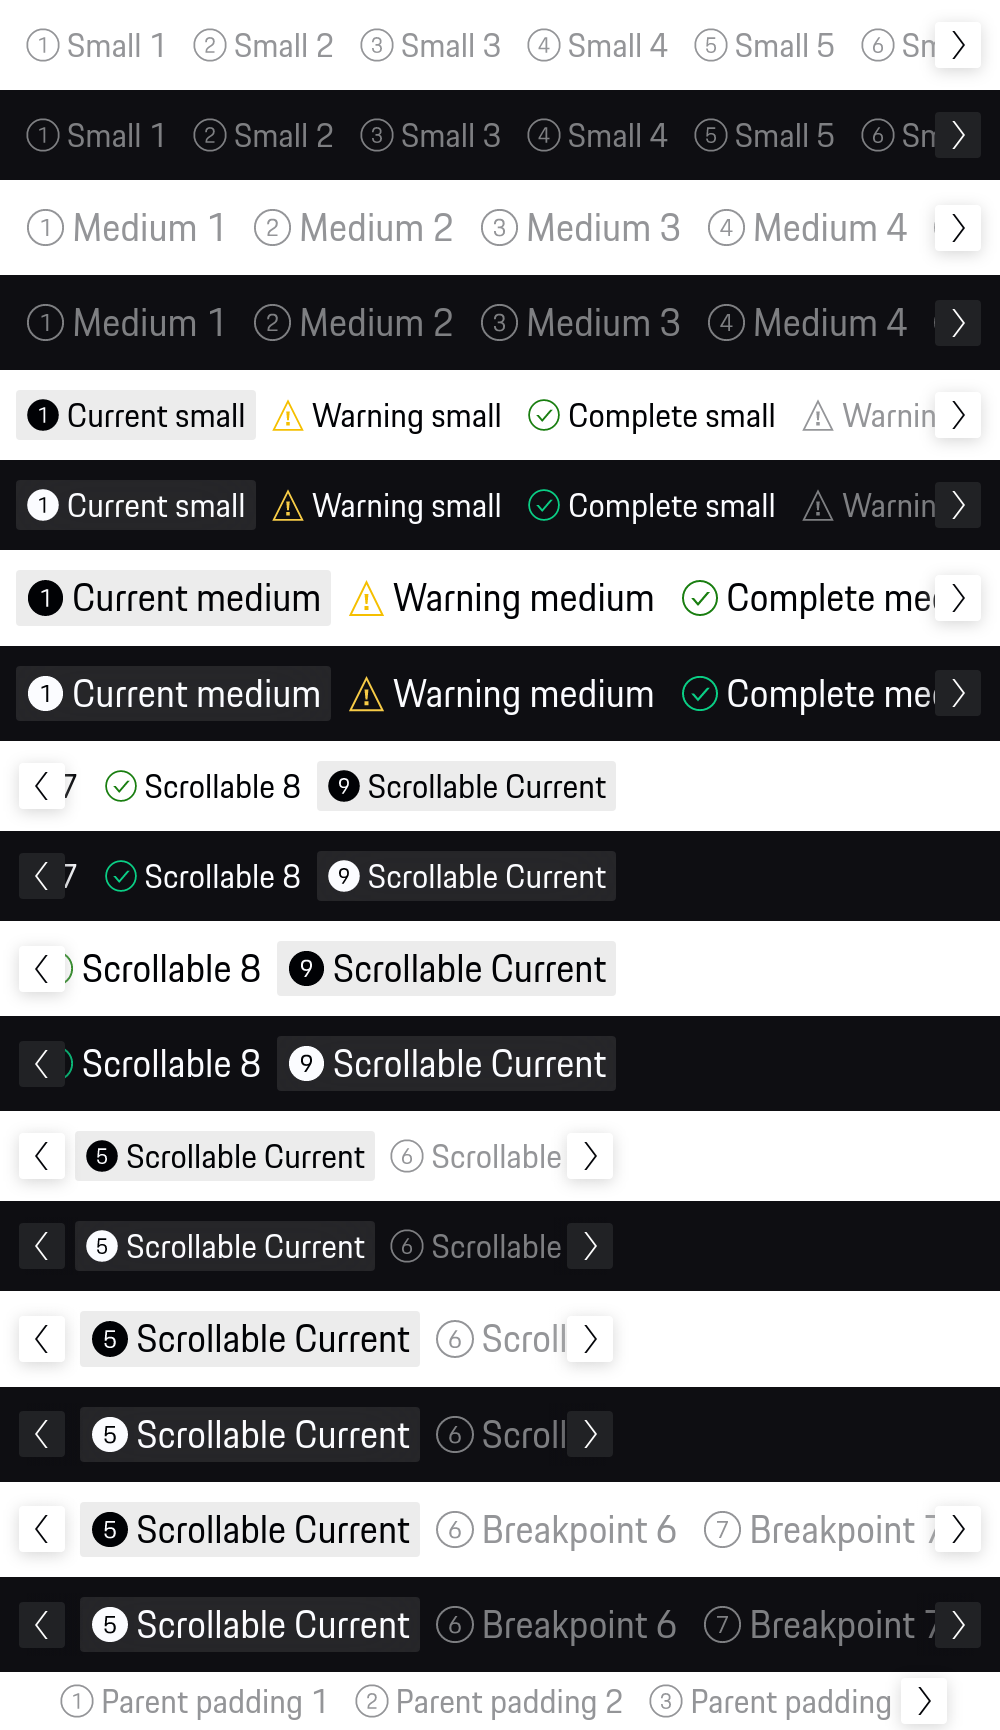 1 Small 1 2 Small 2 3 Small 3 4 Small 4 5 Small 5 6 Sm
1 Small 1 2 Small 2 3 Small 3 4 Small 4 5 Small 5 6 Sm
1 Medium 1 2 Medium 2 3 Medium 3 4 Medium 4
1 Medium 1 2 Medium 2 3 Medium 3 4 Medium 4
1 Current small Warning small Complete small Warnin
1 Current small Warning small Complete small Warnin
1 Current medium Warning medium Complete me
1 Current medium Warning medium Complete me
7 Scrollable 8 9 Scrollable Current
7 Scrollable 8 9 Scrollable Current
Scrollable 8 9 Scrollable Current
Scrollable 8 9 Scrollable Current
5 Scrollable Current 6 Scrollable
5 Scrollable Current 6 Scrollable
5 Scrollable Current 6 Scroll
5 Scrollable Current 6 Scroll
5 Scrollable Current 6 Breakpoint 6 7 Breakpoint 7
5 Scrollable Current 6 Breakpoint 6 7 Breakpoint 7
1 Parent padding 1 2 Parent padding 2 3 Parent padding